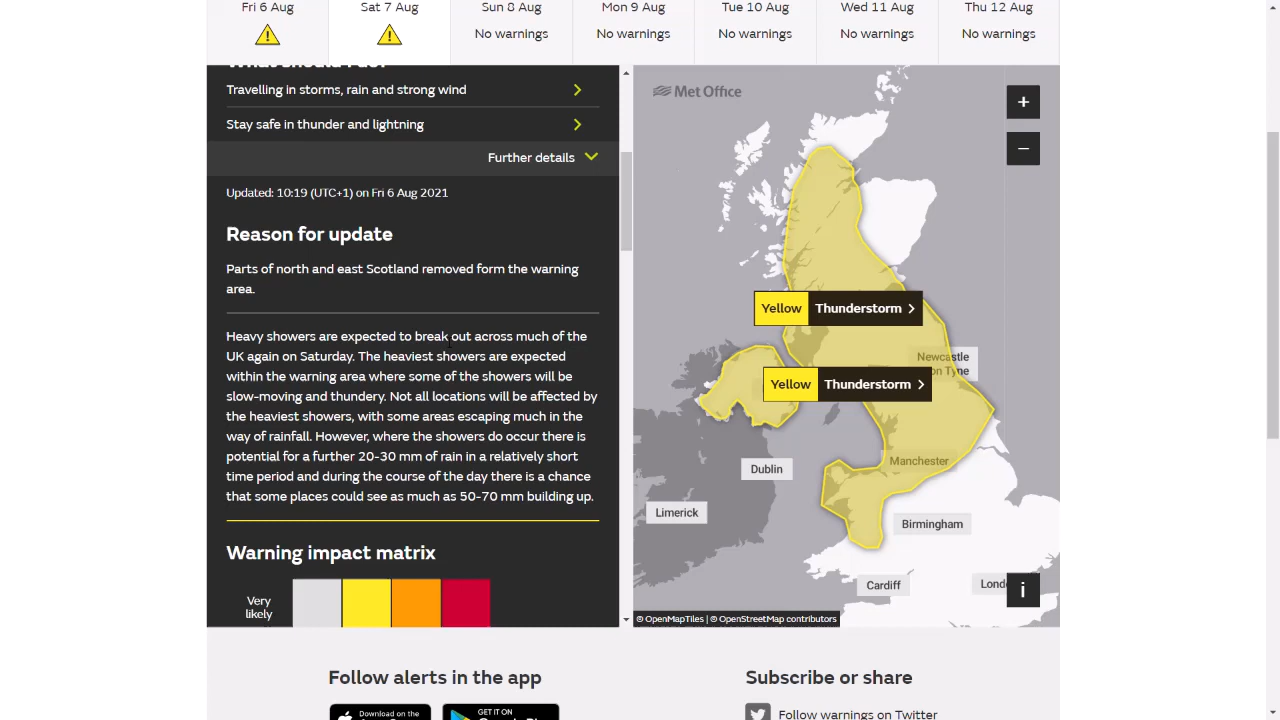 Fri 6 Aug
Sat 7 Aug
Sun 8 Aug
Mon 9 Aug
Tue 10 Aug
Wed 11 Aug
Thu 12 Aug
No warnings
No warnings
No warnings
No warnings
No warnings
Travelling in storms, rain and strong wind
Stay safe in thunder and lightning
Further details
Updated: 10:19 (UTC+1) on Fri 6 Aug 2021
Reason for update
Parts of north and east Scotland removed form the warning
area.
Heavy showers are expected to break out across much of the
UK again on Saturday. The heaviest showers are expected
within the warning area where some of the showers will be
slow-moving and thundery. Not all locations will be affected by
the heaviest showers, with some areas escaping much in the
way of rainfall. However, where the showers do occur there is
potential for a further 20-30 mm of rain in a relatively short
time period and during the course of the day there is a chance
that some places could see as much as 50-70 mm building up.
Warning impact matrix
Very
likely
Met Office
+
−
Yellow Thunderstorm
Newcastle
on Tyne
Yellow Thunderstorm
Manchester
Dublin
Limerick
Birmingham
Cardiff
Lond
i
© OpenMapTiles | © OpenStreetMap contributors
Follow alerts in the app
Download on the
GET IT ON
Subscribe or share
Follow warnings on Twitter